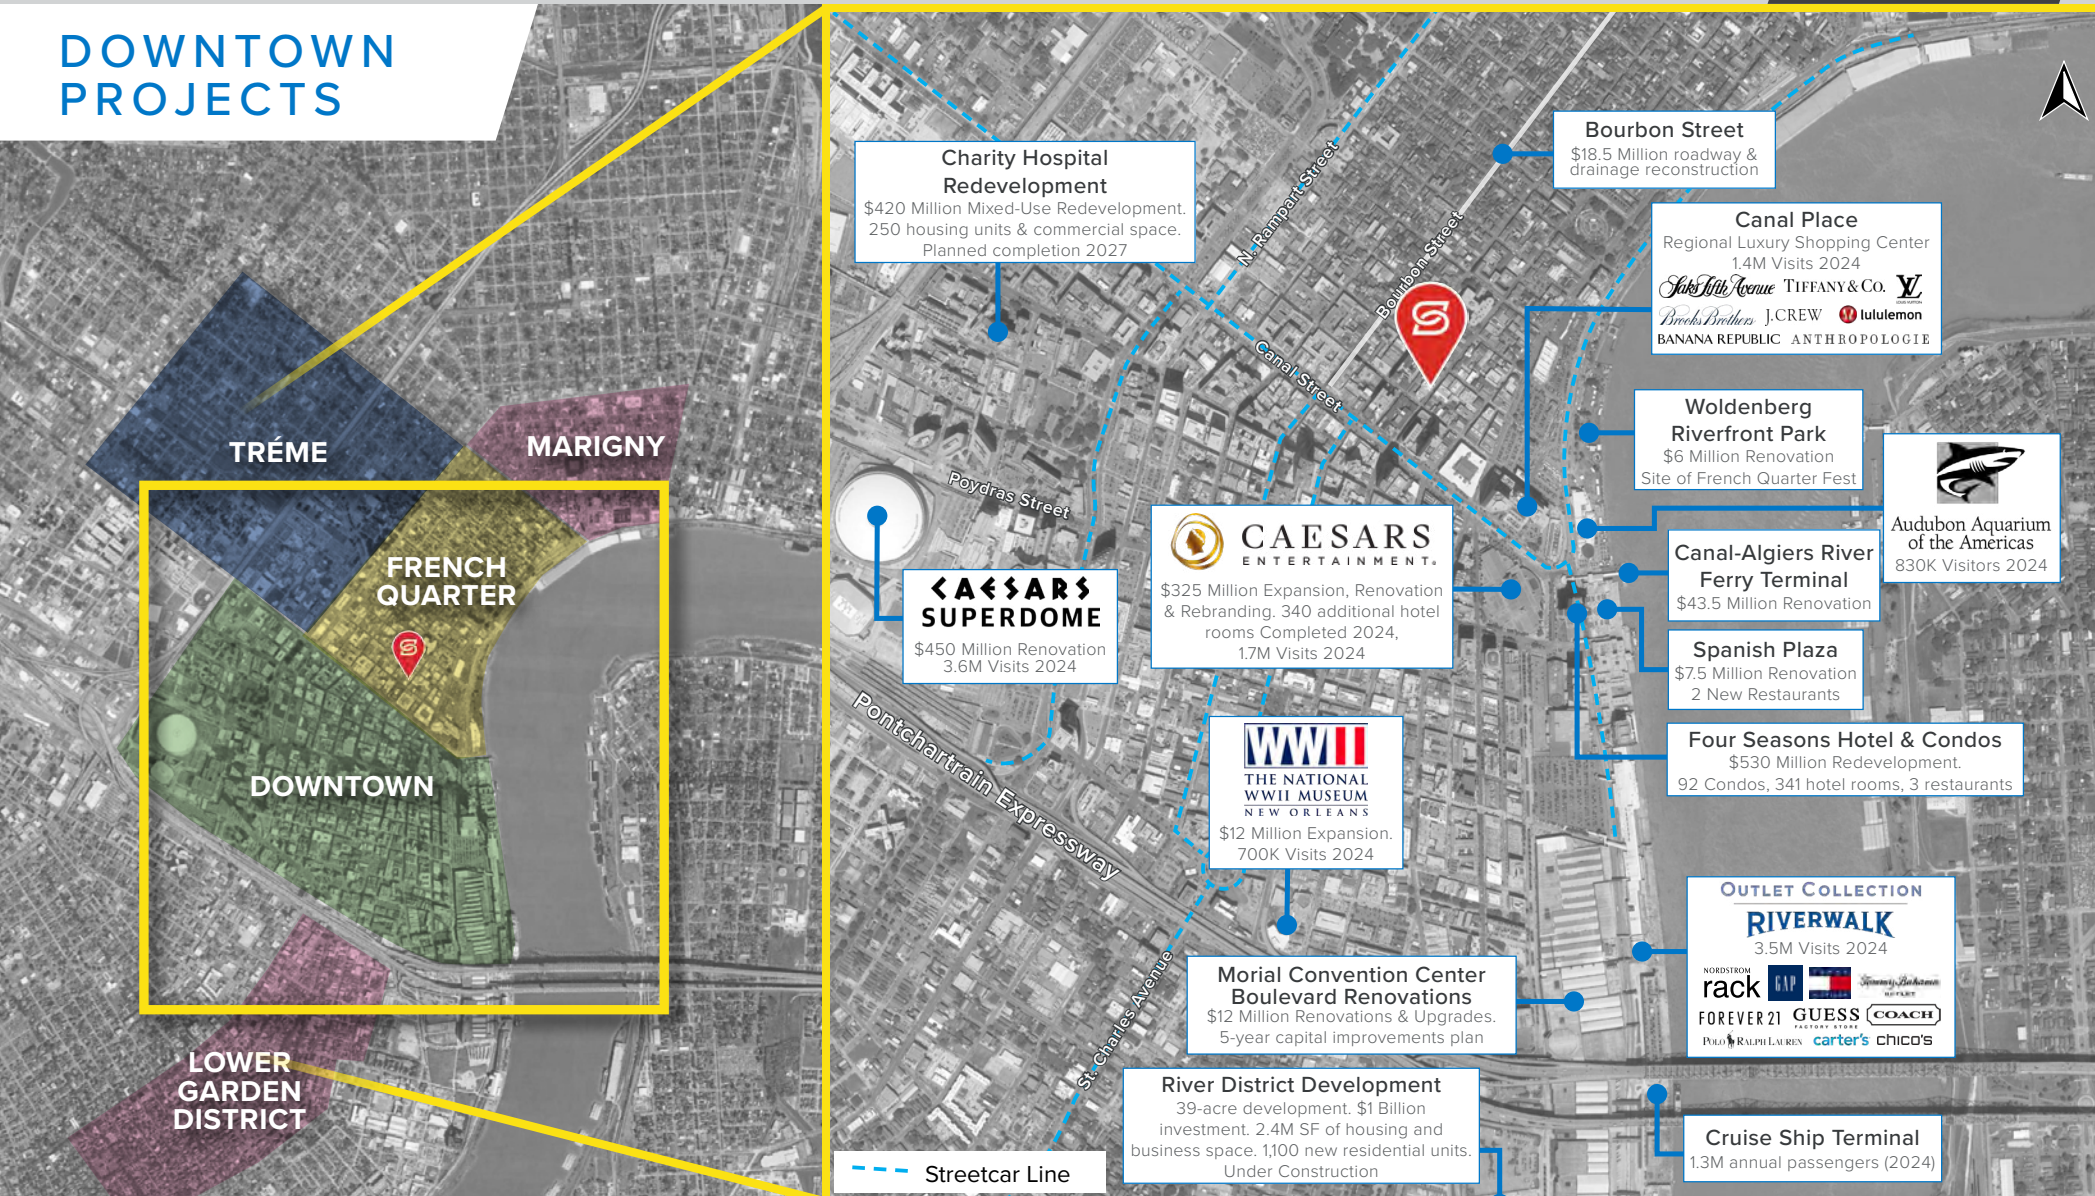 DOWNTOWN
PROJECTS
TRÉME
MARIGNY
FRENCH
QUARTER
DOWNTOWN
LOWER
GARDEN
DISTRICT
Charity Hospital
Redevelopment
$420 Million Mixed-Use Redevelopment.
250 housing units & commercial space.
Planned completion 2027
N. Rampart Street
Bourbon Street
Canal Street
Poydras Street
Pontchartrain Expressway
St. Charles Avenue
Bourbon Street
$18.5 Million roadway &
drainage reconstruction
Canal Place
Regional Luxury Shopping Center
1.4M Visits 2024
Saks Fifth Avenue TIFFANY & CO. LV
LOUIS VUITTON
Brooks Brothers J.CREW lululemon
BANANA REPUBLIC ANTHROPOLOGIE
Woldenberg
Riverfront Park
$6 Million Renovation
Site of French Quarter Fest
Audubon Aquarium
of the Americas
830K Visitors 2024
Canal-Algiers River
Ferry Terminal
$43.5 Million Renovation
Spanish Plaza
$7.5 Million Renovation
2 New Restaurants
Four Seasons Hotel & Condos
$530 Million Redevelopment.
92 Condos, 341 hotel rooms, 3 restaurants
CAESARS
ENTERTAINMENT.
$325 Million Expansion, Renovation
& Rebranding. 340 additional hotel
rooms Completed 2024,
1.7M Visits 2024
CAESARS
SUPERDOME
$450 Million Renovation
3.6M Visits 2024
WWII
THE NATIONAL
WWII MUSEUM
NEW ORLEANS
$12 Million Expansion.
700K Visits 2024
OUTLET COLLECTION
RIVERWALK
3.5M Visits 2024
NORDSTROM
rack GAP Tommy Bahama
OUTLET
FOREVER 21 GUESS COACH
FACTORY STORE
POLO RALPH LAUREN carter's chico's
Morial Convention Center
Boulevard Renovations
$12 Million Renovations & Upgrades.
5-year capital improvements plan
River District Development
39-acre development. $1 Billion
investment. 2.4M SF of housing and
business space. 1,100 new residential units.
Under Construction
Cruise Ship Terminal
1.3M annual passengers (2024)
Streetcar Line